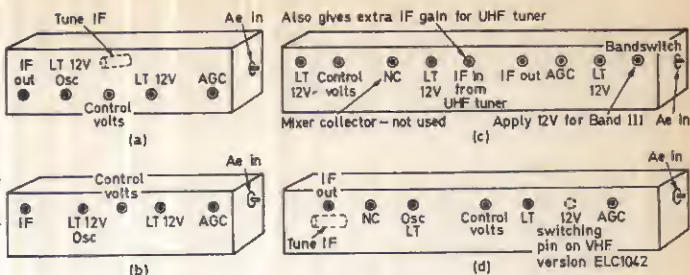 Tune IF
Ae in
IF out
LT 12V Osc
Control volts
LT 12V
AGC
(a)
Also gives extra IF gain for UHF tuner
Bandswitch
LT 12V
Control volts
NC
LT 12V
IF in from UHF tuner
IF out
AGC
LT 12V
Mixer collector – not used
Apply 12V for Band III
Ae in
(c)
Control volts
Ae in
IF
LT 12V Osc
LT 12V
AGC
(b)
IF out
Ae in
Tune IF
NC
Osc LT
Control volts
LT
12V switching pin on VHF version ELC1042
AGC
(d)